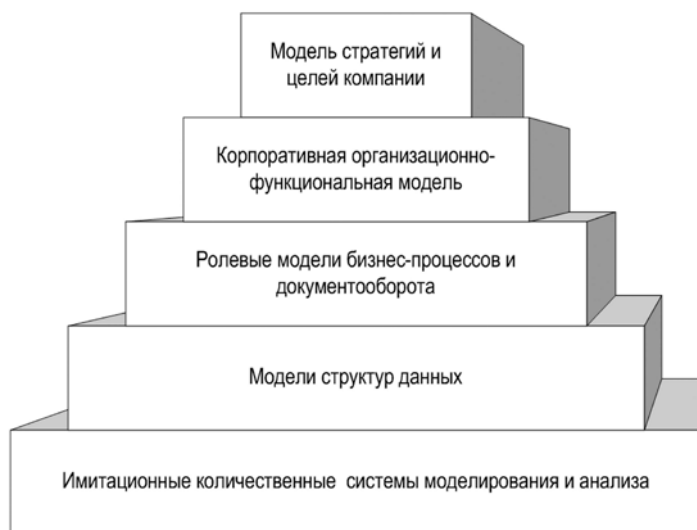 Модель стратегий и
целей компании
Корпоративная организационно-
функциональная модель
Ролевые модели бизнес-процессов и
документооборота
Модели структур данных
Имитационные количественные системы моделирования и анализа